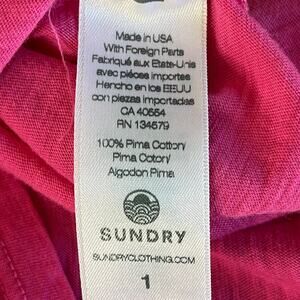 Made in USA
With Foreign Parts
Fabriqué aux Etats-Unis
avec pièces importes
Hencho en los EEUU
con piezas importadas
CA 40554
RN 134579
100% Pima Cotton/
Pima Coton/
Algodon Pima
SUNDRY
SUNDRYCLOTHING.COM
1